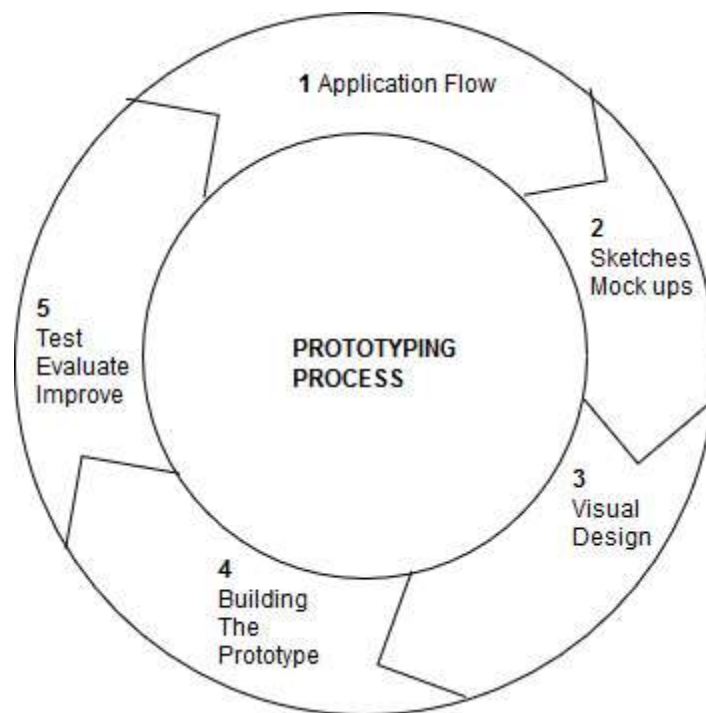 1 Application Flow
2
Sketches
Mock ups
3
Visual
Design
4
Building
The
Prototype
5
Test
Evaluate
Improve
PROTOTYPING
PROCESS